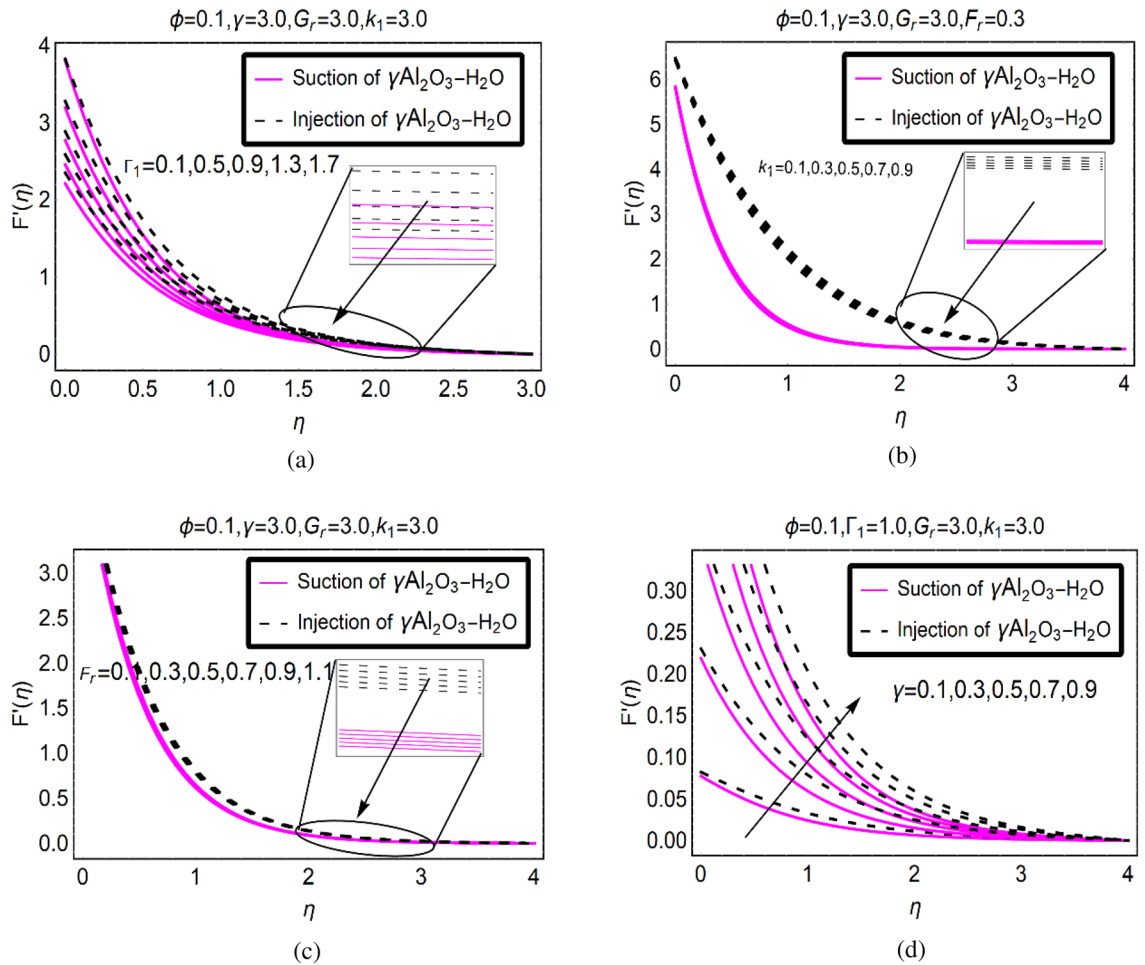 ϕ=0.1,γ=3.0,Gᵣ=3.0,k₁=3.0
4
3
2
1
0
F'(η)
Suction of γAl₂O₃−H₂O
Injection of γAl₂O₃−H₂O
Γ₁=0.1,0.5,0.9,1.3,1.7
0.0 0.5 1.0 1.5 2.0 2.5 3.0
η
(a)
ϕ=0.1,γ=3.0,Gᵣ=3.0,Fᵣ=0.3
6
5
4
3
2
1
0
F'(η)
Suction of γAl₂O₃−H₂O
Injection of γAl₂O₃−H₂O
k₁=0.1,0.3,0.5,0.7,0.9
0 1 2 3 4
η
(b)
ϕ=0.1,γ=3.0,Gᵣ=3.0,k₁=3.0
3.0
2.5
2.0
1.5
1.0
0.5
0.0
F'(η)
Suction of γAl₂O₃−H₂O
Injection of γAl₂O₃−H₂O
Fᵣ=0. ,0.3,0.5,0.7,0.9,1.1
0 1 2 3 4
η
(c)
ϕ=0.1,Γ₁=1.0,Gᵣ=3.0,k₁=3.0
0.30
0.25
0.20
0.15
0.10
0.05
0.00
F'(η)
Suction of γAl₂O₃−H₂O
Injection of γAl₂O₃−H₂O
γ=0.1,0.3,0.5,0.7,0.9
0 1 2 3 4
η
(d)